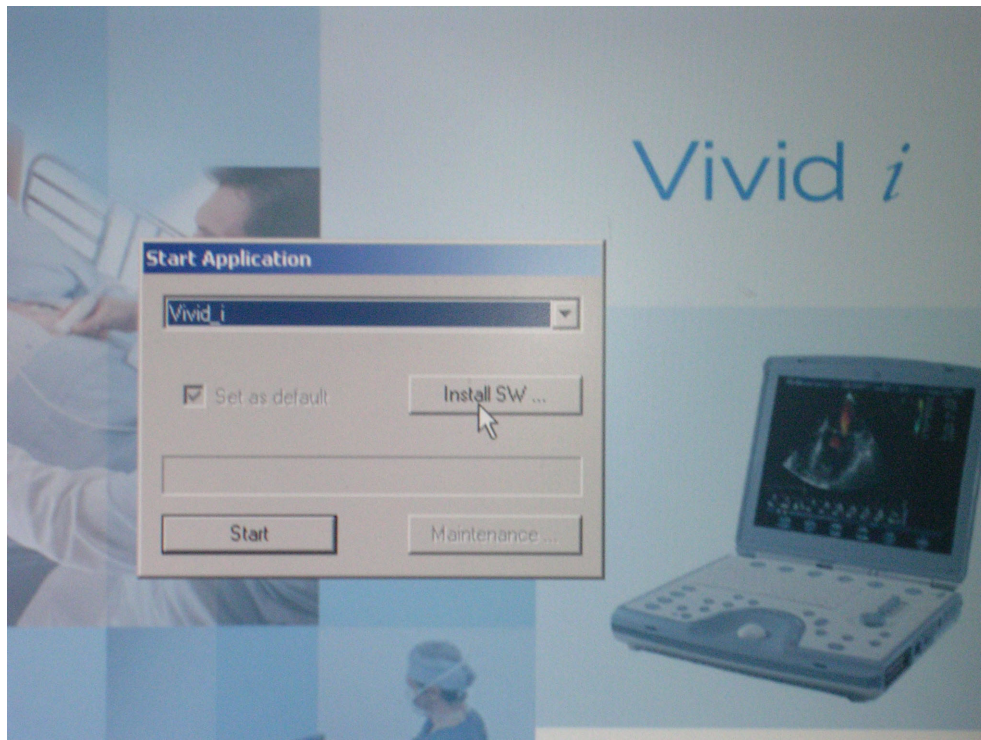 Vivid i
Start Application
Vivid_i
Set as default
Install SW ...
Start
Maintenance ...